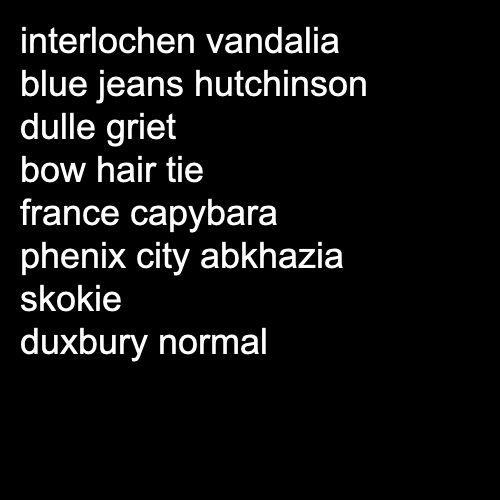 interlochen vandalia
blue jeans hutchinson
dulle griet
bow hair tie
france capybara
phenix city abkhazia
skokie
duxbury normal